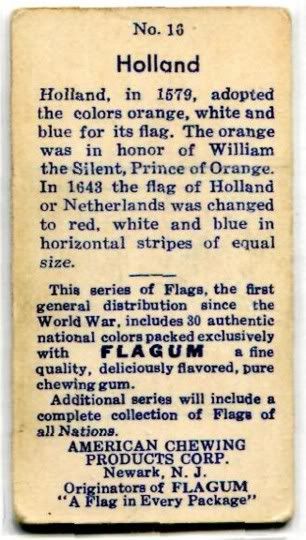 No. 16
Holland
Holland, in 1579, adopted
the colors orange, white and
blue for its flag. The orange
was in honor of William
the Silent, Prince of Orange.
In 1643 the flag of Holland
or Netherlands was changed
to red, white and blue in
horizontal stripes of equal
size.
This series of Flags, the first
general distribution since the
World War, includes 30 authentic
national colors packed exclusively
with FLAGUM a fine
quality, deliciously flavored, pure
chewing gum.
Additional series will include a
complete collection of Flags of
all Nations.
AMERICAN CHEWING
PRODUCTS CORP.
Newark, N. J.
Originators of FLAGUM
"A Flag in Every Package"